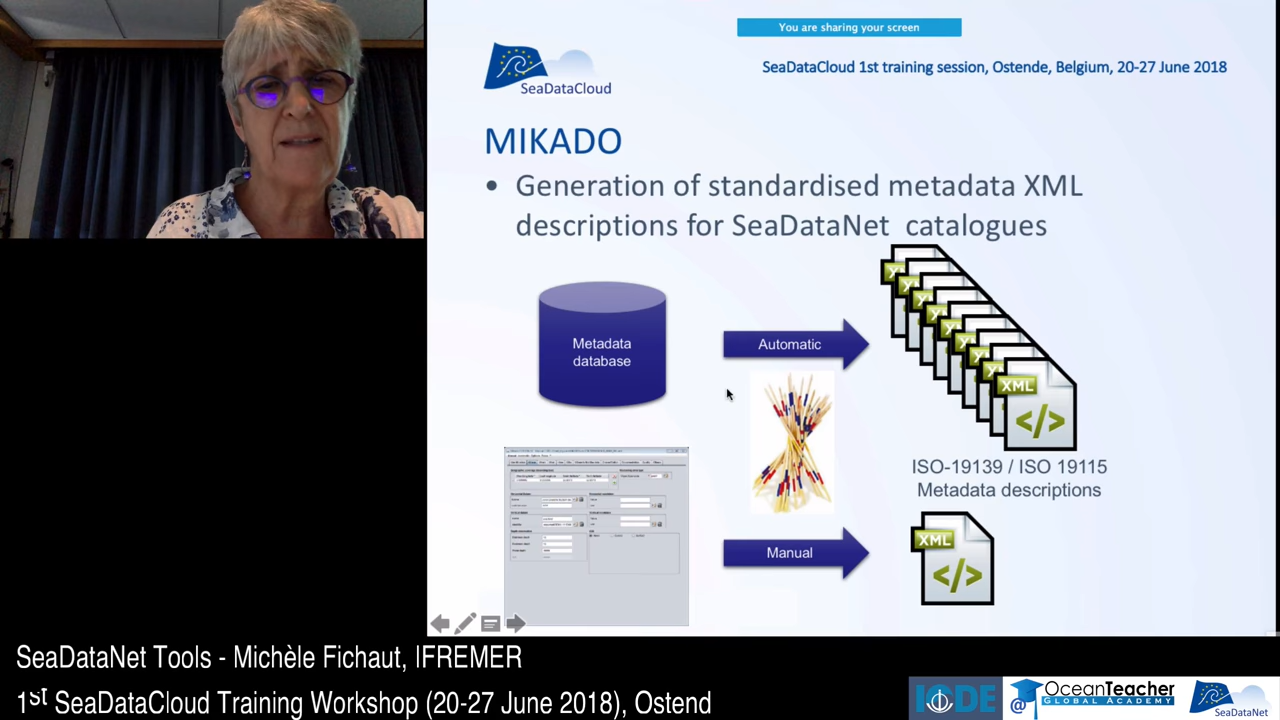 You are sharing your screen
SeaDataCloud 1st training session, Ostende, Belgium, 20-27 June 2018
SeaDataCloud
MIKADO
• Generation of standardised metadata XML
descriptions for SeaDataNet catalogues
Metadata
database
Automatic
XML
</>
ISO-19139 / ISO 19115
Metadata descriptions
Manual
XML
</>
SeaDataNet Tools - Michèle Fichaut, IFREMER
1st SeaDataCloud Training Workshop (20-27 June 2018), Ostend
IODE
@
OceanTeacher
GLOBAL ACADEMY
SeaDataNet